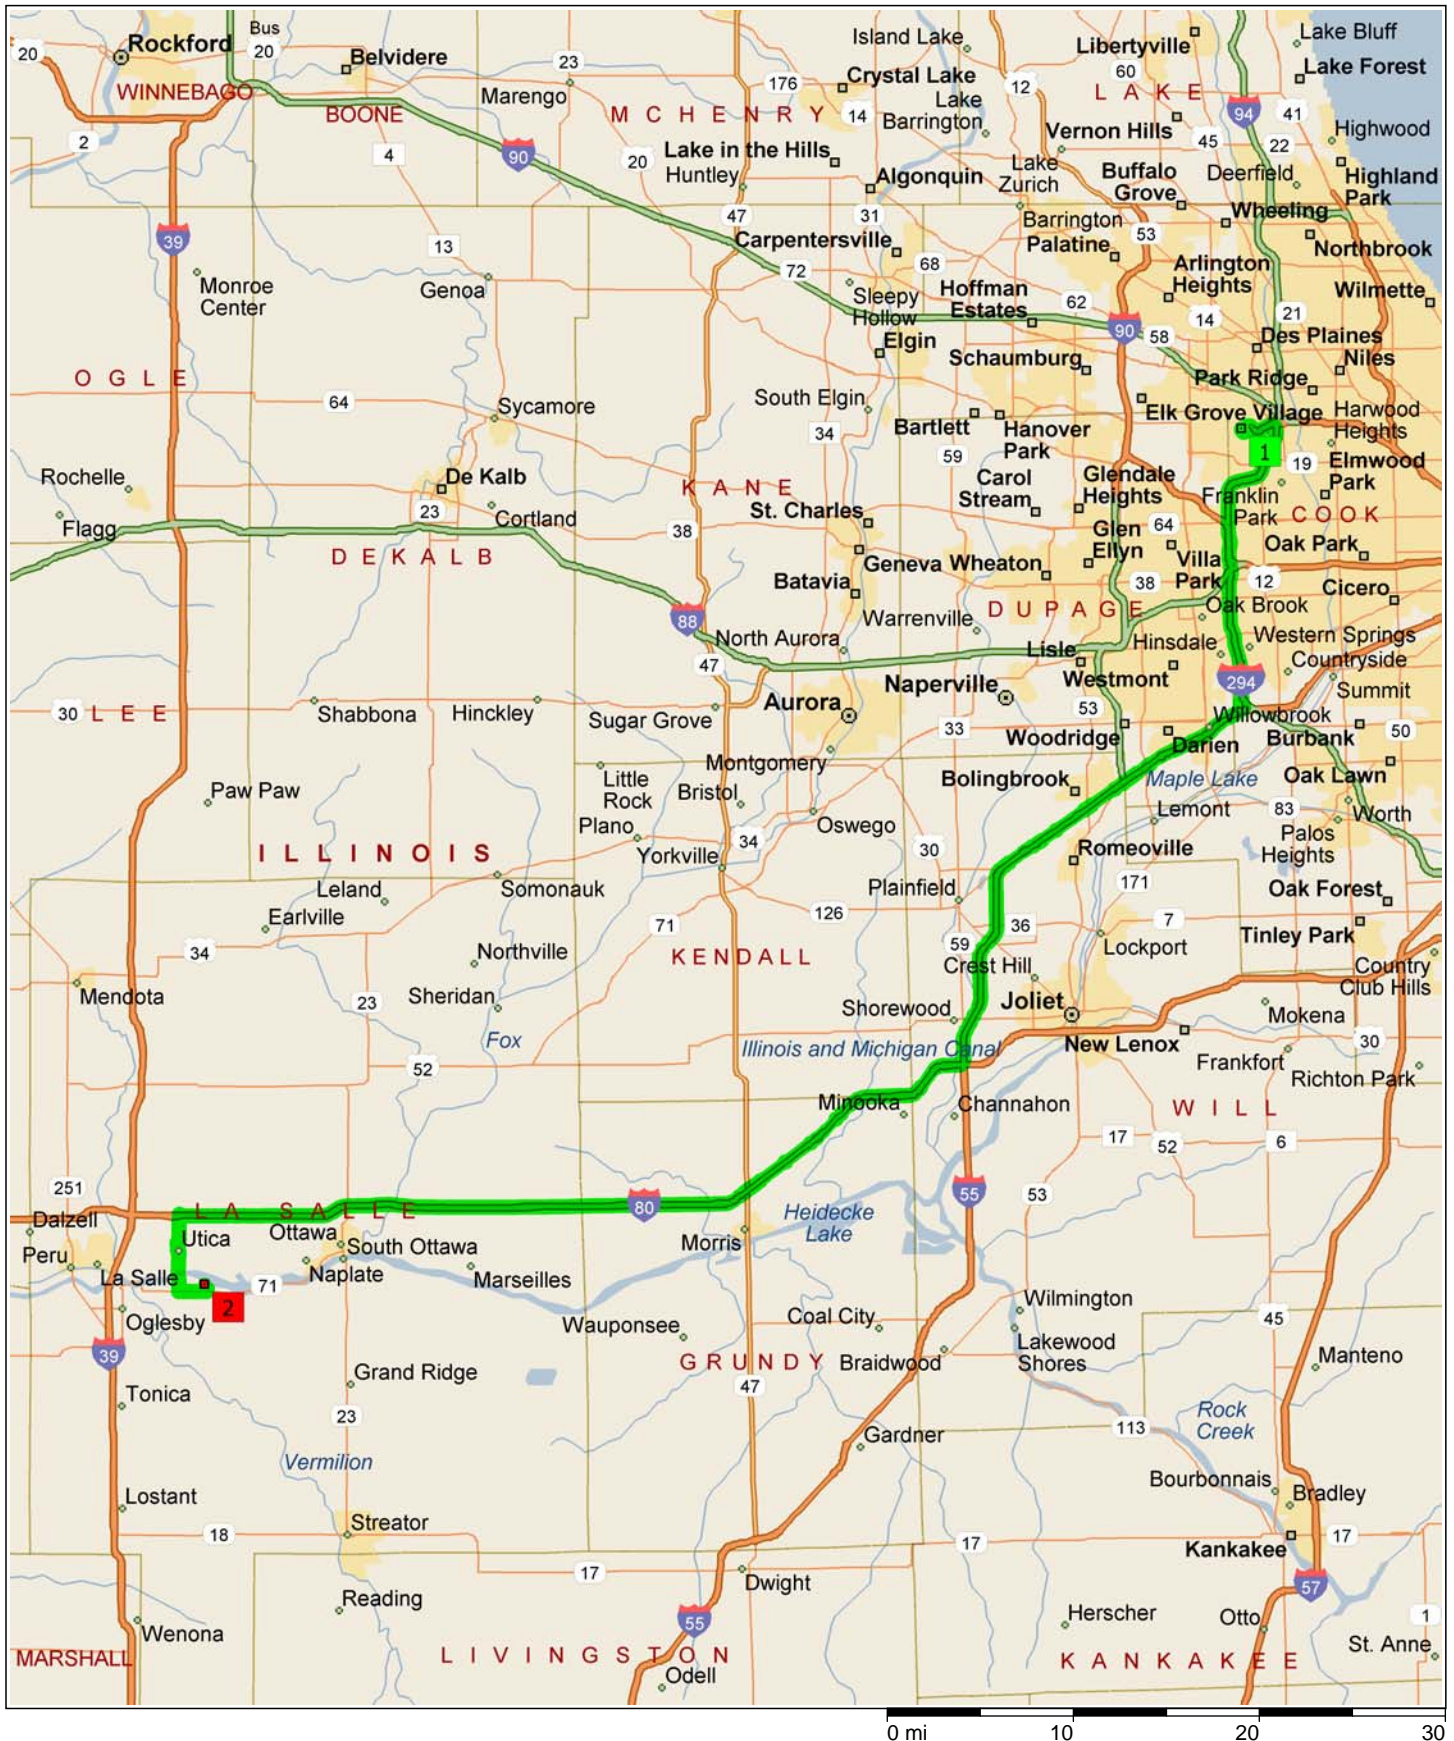 Rockford
20
Bus
20
Belvidere
WINNEBAGO
BOONE
2
4
90
39
23
Marengo
MCHENRY
176
Crystal Lake
14
Island Lake
Lake
Barrington
12
Libertyville
60
LAKE
94
41
Lake Bluff
Lake Forest
Highwood
45
22
Vernon Hills
20
Lake in the Hills
Huntley
Algonquin
Lake
Zurich
Buffalo
Grove
Deerfield
Highland
Park
47
31
Barrington
53
Wheeling
Northbrook
13
Carpentersville
68
Palatine
Monroe
Center
Genoa
72
Sleepy
Hollow
Hoffman
Estates
62
Arlington
Heights
14
21
Wilmette
90
58
Elgin
Des Plaines
Niles
Schaumburg
Park Ridge
OGLE
64
Sycamore
South Elgin
34
Bartlett
Hanover
Park
Elk Grove Village
Harwood
Heights
1
19
Elmwood
Park
59
Rochelle
De Kalb
23
Cortland
Flagg
KANE
St. Charles
Carol
Stream
Glendale
Heights
Franklin
Park
COOK
38
64
Glen
Ellyn
DEKALB
Geneva
Wheaton
Villa
Park
Oak Park
Batavia
38
12
Cicero
88
Warrenville
DUPAGE
Oak Brook
47
North Aurora
Lisle
Hinsdale
Western Springs
Countryside
Westmont
294
Summit
30
LEE
Shabbona
Hinckley
Sugar Grove
Aurora
Naperville
33
53
Willowbrook
Woodridge
Darien
Burbank
50
Montgomery
Little
Rock
Bristol
Bolingbrook
Maple Lake
Oak Lawn
Paw Paw
Plano
Oswego
Lemont
83
Worth
34
Palos
Heights
ILLINOIS
Yorkville
30
Romeoville
Leland
Somonauk
Plainfield
171
Oak Forest
Earlville
126
71
36
7
34
KENDALL
59
Lockport
Tinley Park
Northville
Crest Hill
Country
Club Hills
Mendota
23
Sheridan
Shorewood
Joliet
Mokena
Fox
Illinois and Michigan Canal
New Lenox
30
52
Frankfort
Richton Park
Minooka
Channahon
WILL
17
52
6
251
55
53
LA SALLE
80
Dalzell
Utica
Ottawa
South Ottawa
Heidecke
Lake
Peru
Morris
La Salle
71
Naplate
Marseilles
2
Oglesby
Wauponsee
Coal City
Wilmington
45
39
Lakewood
Shores
GRUNDY
Braidwood
Manteno
Grand Ridge
Tonica
47
23
113
Rock
Creek
Gardner
Vermilion
Bourbonnais
Bradley
Lostant
Streator
18
17
17
Kankakee
17
Dwight
57
Reading
55
Herscher
Otto
1
Wenona
St. Anne
MARSHALL
LIVINGSTON
KANKAKEE
Odell
0 mi
10
20
30